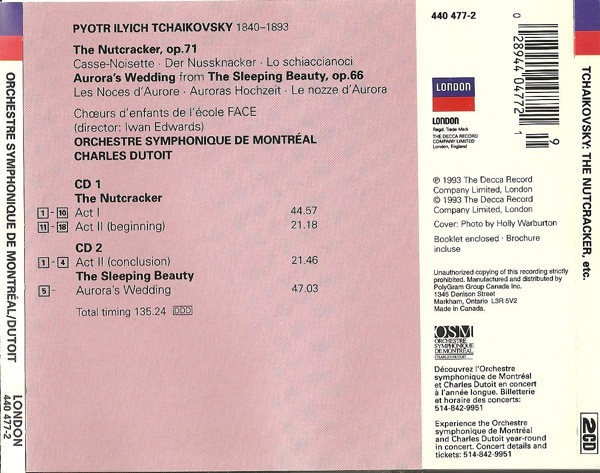 PYOTR ILYICH TCHAIKOVSKY 1840–1893
The Nutcracker, op.71
Casse-Noisette · Der Nussknacker · Lo schiaccianoci
Aurora's Wedding from The Sleeping Beauty, op.66
Les Noces d'Aurore · Auroras Hochzeit · Le nozze d'Aurora
Chœurs d'enfants de l'école FACE
(director: Iwan Edwards)
ORCHESTRE SYMPHONIQUE DE MONTRÉAL
CHARLES DUTOIT
CD 1
The Nutcracker
1 - 10 Act I 44.57
11 - 18 Act II (beginning) 21.18
CD 2
1 - 4 Act II (conclusion) 21.46
The Sleeping Beauty
5 - Aurora's Wedding 47.03
Total timing 135.24 DDD
440 477-2
0 28944 04772 9
1
LONDON
LONDON
Regd. Trade Mark
THE DECCA RECORD
COMPANY LIMITED
London, England
℗ 1993 The Decca Record
Company Limited, London
© 1993 The Decca Record
Company Limited, London
Cover: Photo by Holly Warburton
Booklet enclosed · Brochure
incluse
Unauthorized copying of this recording strictly
prohibited. Manufactured and distributed by
PolyGram Group Canada Inc.
1345 Denison Street
Markham, Ontario L3R 5V2
Made in Canada.
OSM
ORCHESTRE
SYMPHONIQUE
DE MONTRÉAL
Découvrez l'Orchestre
symphonique de Montréal
et Charles Dutoit en concert
à l'année longue. Billetterie
et horaire des concerts:
514-842-9951
Experience the Orchestre
symphonique de Montréal
and Charles Dutoit year-round
in concert. Concert details and
tickets: 514-842-9951
ORCHESTRE SYMPHONIQUE DE MONTRÉAL/DUTOIT
LONDON
440 477-2
TCHAIKOVSKY: THE NUTCRACKER, etc.
2CD